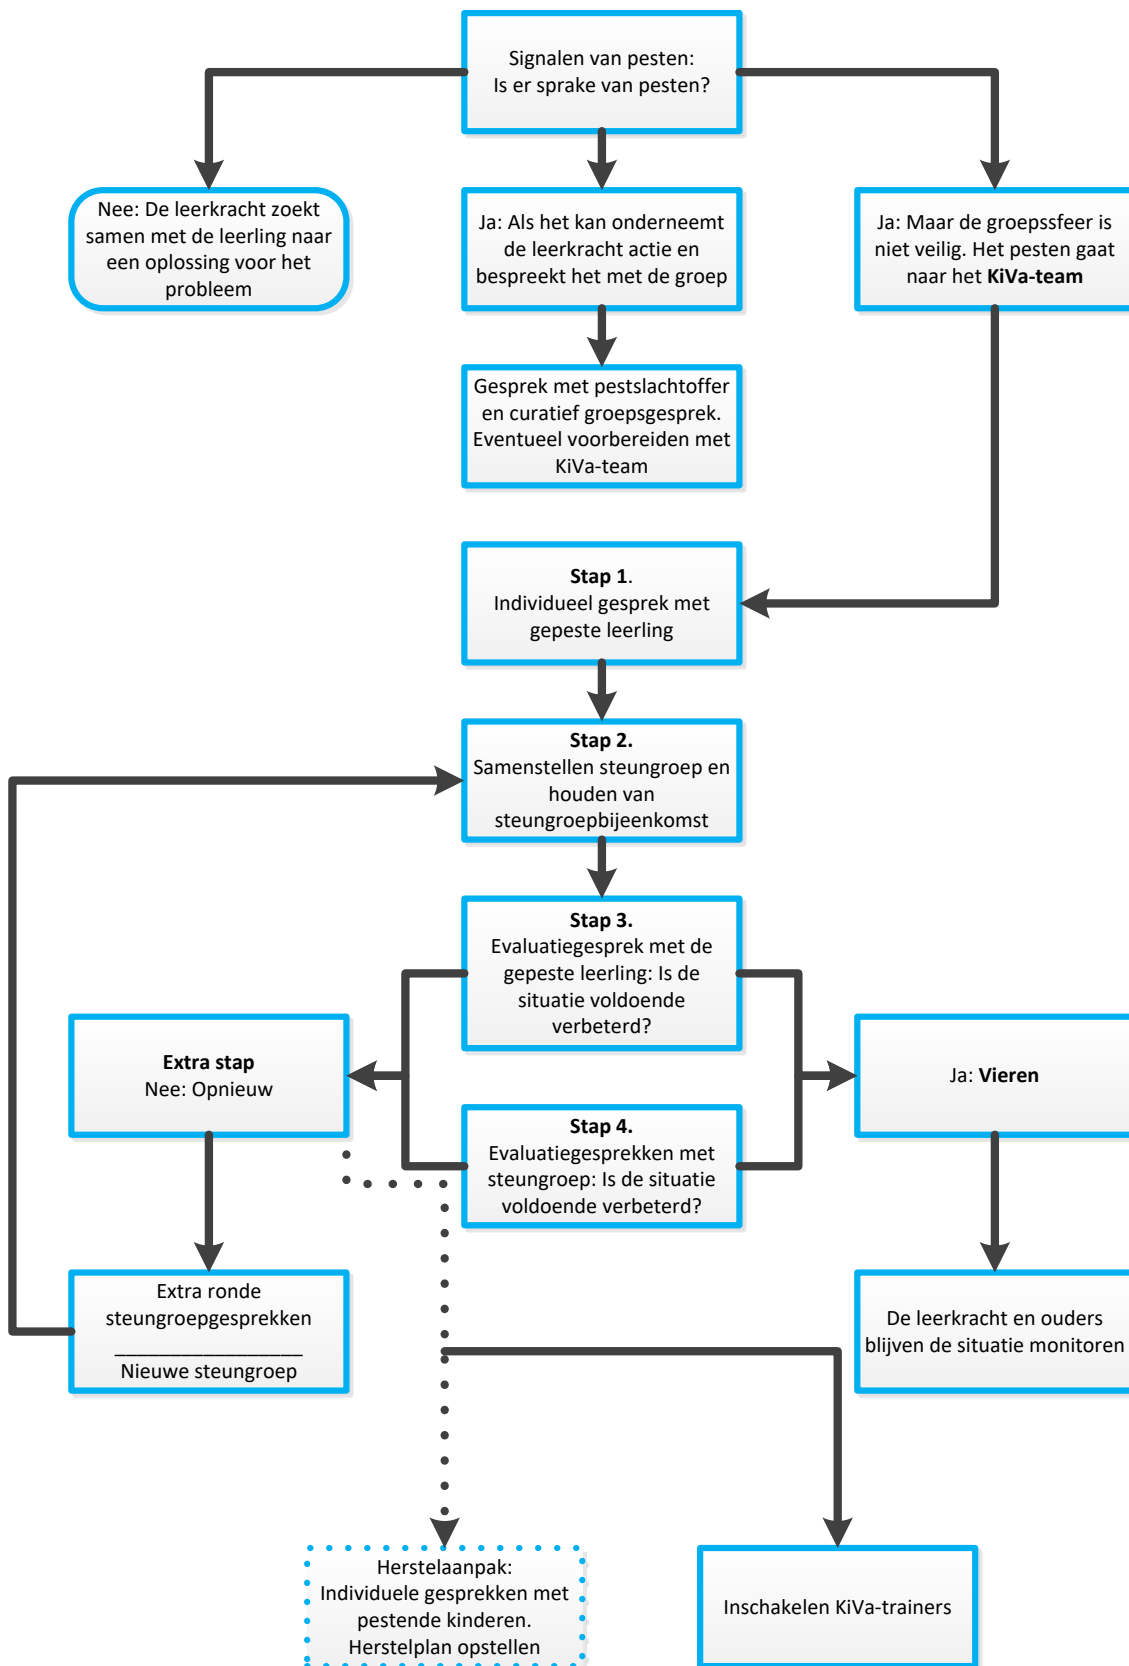 Signalen van pesten:
Is er sprake van pesten?
Nee: De leerkracht zoekt
samen met de leerling naar
een oplossing voor het
probleem
Ja: Als het kan onderneemt
de leerkracht actie en
bespreekt het met de groep
Ja: Maar de groepssfeer is
niet veilig. Het pesten gaat
naar het KiVa-team
Gesprek met pestslachtoffer
en curatief groepsgesprek.
Eventueel voorbereiden met
KiVa-team
Stap 1.
Individueel gesprek met
gepeste leerling
Stap 2.
Samenstellen steungroep en
houden van
steungroepbijeenkomst
Stap 3.
Evaluatiegesprek met de
gepeste leerling: Is de
situatie voldoende
verbeterd?
Extra stap
Nee: Opnieuw
Ja: Vieren
Stap 4.
Evaluatiegesprekken met
steungroep: Is de situatie
voldoende verbeterd?
Extra ronde
steungroepgesprekken
_________________
Nieuwe steungroep
De leerkracht en ouders
blijven de situatie monitoren
Herstelaanpak:
Individuele gesprekken met
pestende kinderen.
Herstelplan opstellen
Inschakelen KiVa-trainers